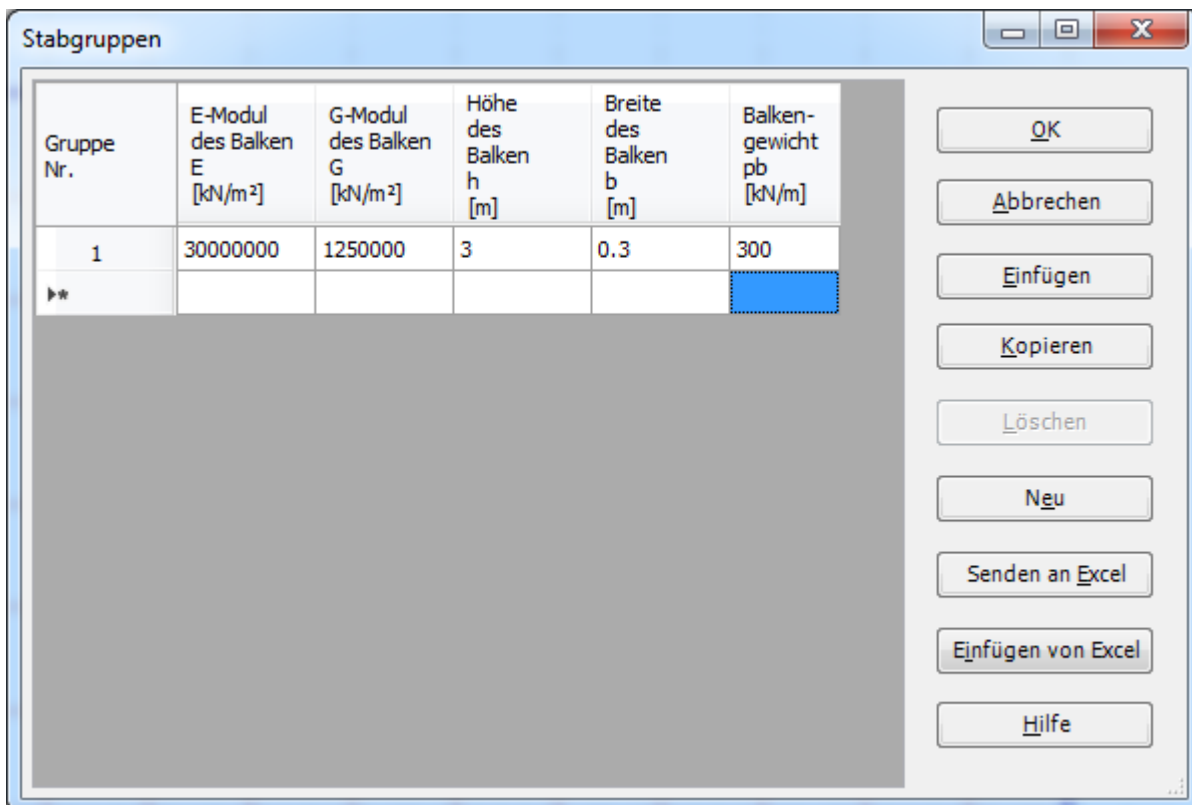 Stabgruppen
Gruppe
Nr.
E-Modul
des Balken
E
[kN/m²]
G-Modul
des Balken
G
[kN/m²]
Höhe
des
Balken
h
[m]
Breite
des
Balken
b
[m]
Balken-
gewicht
pb
[kN/m]
1 30000000 1250000 3 0.3 300
OK
Abbrechen
Einfügen
Kopieren
Löschen
Neu
Senden an Excel
Einfügen von Excel
Hilfe